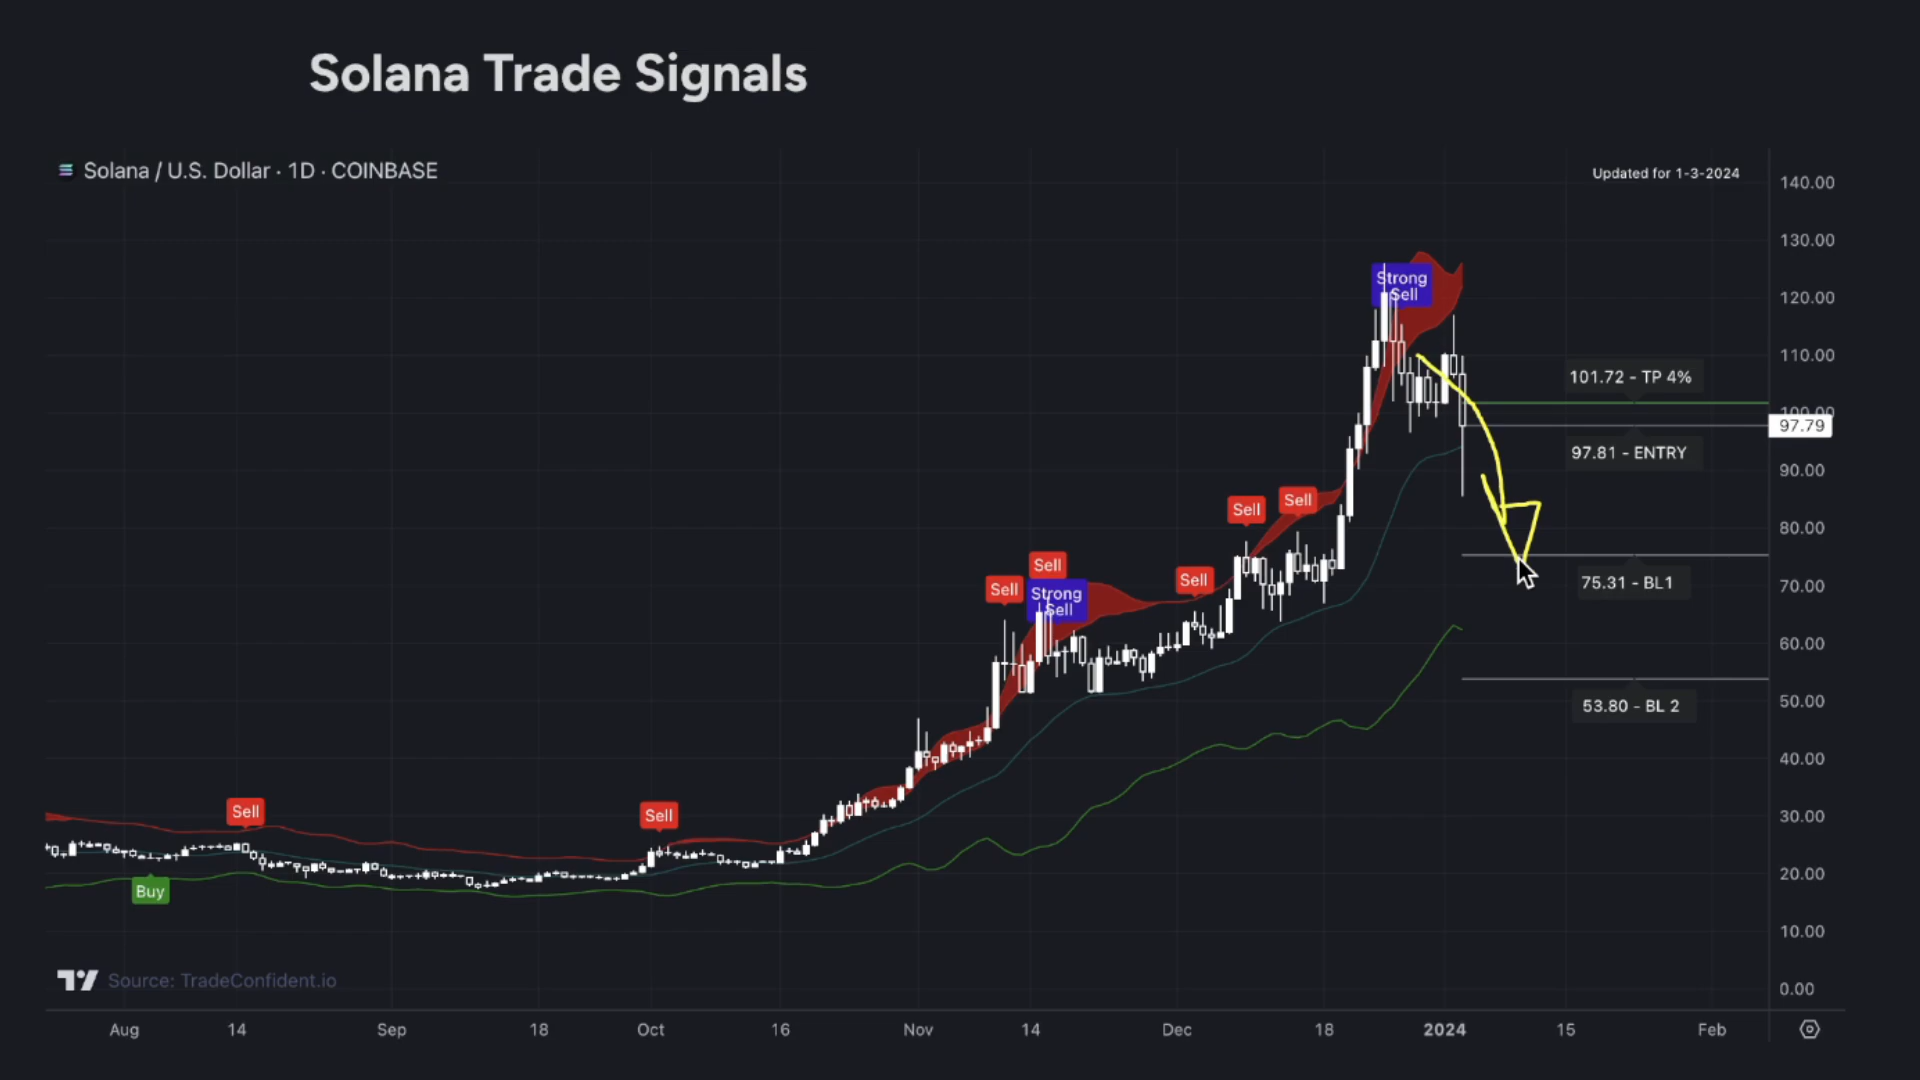 Solana Trade Signals
Solana / U.S. Dollar · 1D · COINBASE
Updated for 1-3-2024
140.00
130.00
Strong
Sell
120.00
110.00
101.72 - TP 4%
100.00
97.79
97.81 - ENTRY
90.00
Sell
Sell
80.00
Sell
Sell
Sell
Strong
Sell
75.31 - BL1
70.00
60.00
53.80 - BL 2
50.00
40.00
Sell
Sell
30.00
20.00
Buy
10.00
Source: TradeConfident.io
0.00
Aug 14 Sep 18 Oct 16 Nov 14 Dec 18 2024 15 Feb